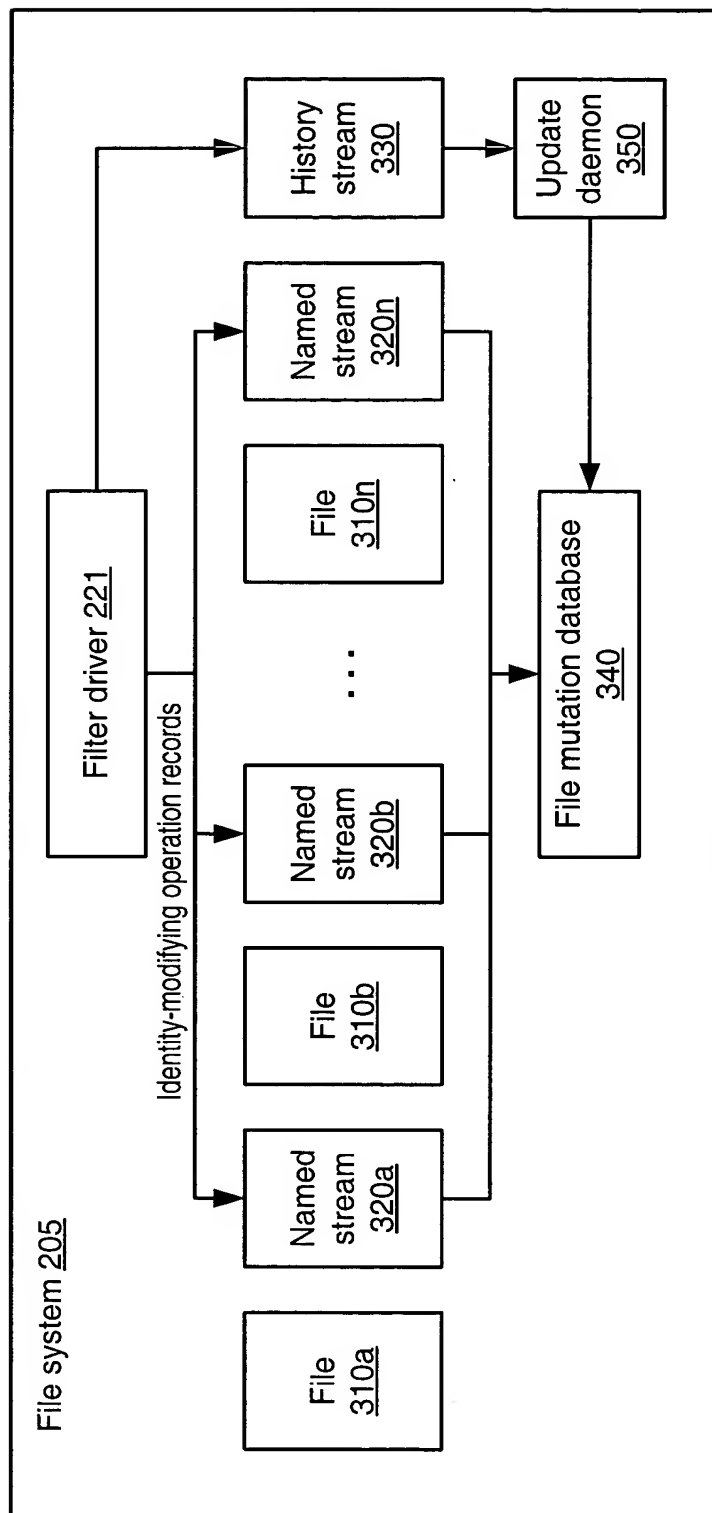 File system 205
Filter driver 221
Identity-modifying operation records
File
310a
Named
stream
320a
File
310b
Named
stream
320b
. . .
File
310n
Named
stream
320n
History
stream
330
File mutation database
340
Update
daemon
350